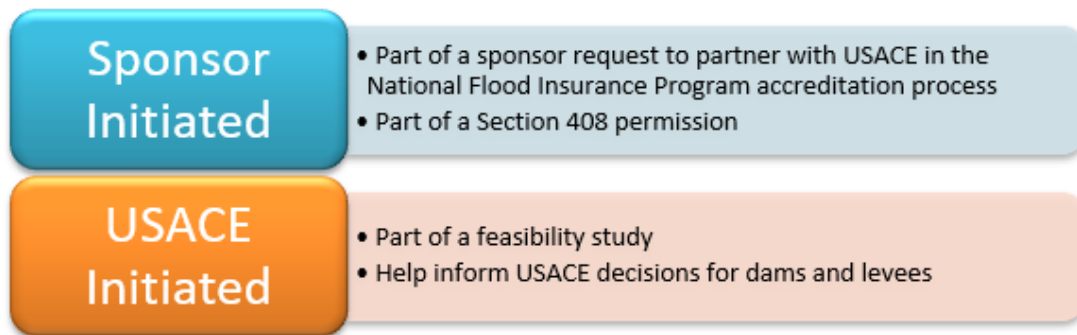 Sponsor
Initiated
• Part of a sponsor request to partner with USACE in the
National Flood Insurance Program accreditation process
• Part of a Section 408 permission
USACE
Initiated
• Part of a feasibility study
• Help inform USACE decisions for dams and levees